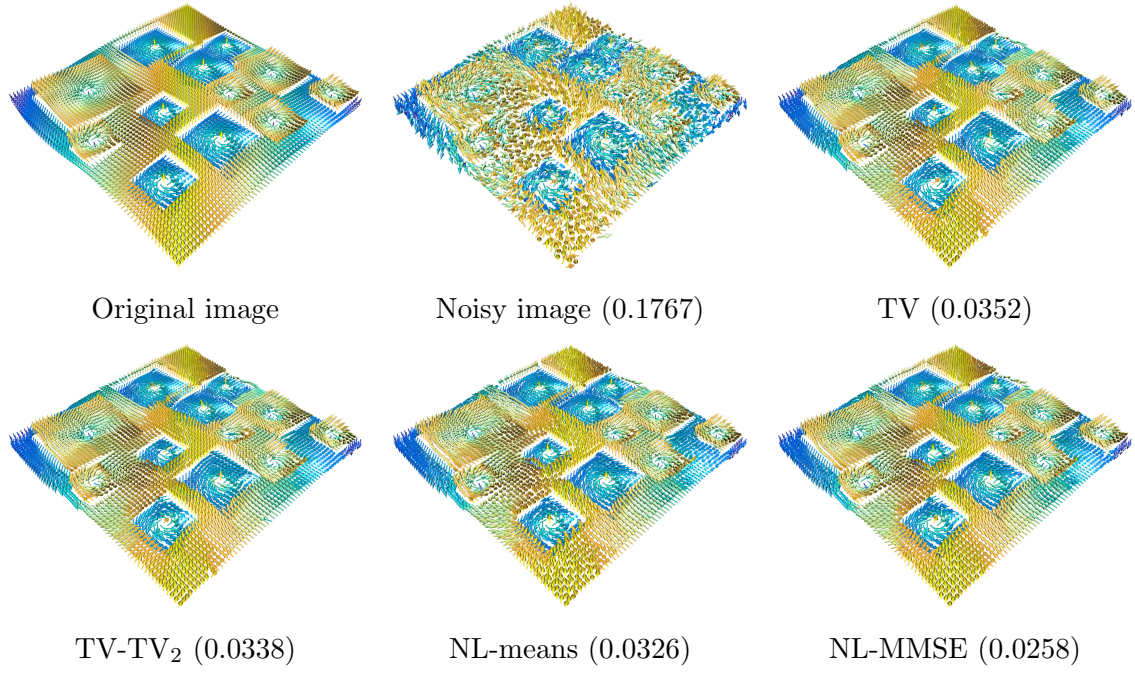 Original image
Noisy image (0.1767)
TV (0.0352)
TV-TV₂ (0.0338)
NL-means (0.0326)
NL-MMSE (0.0258)